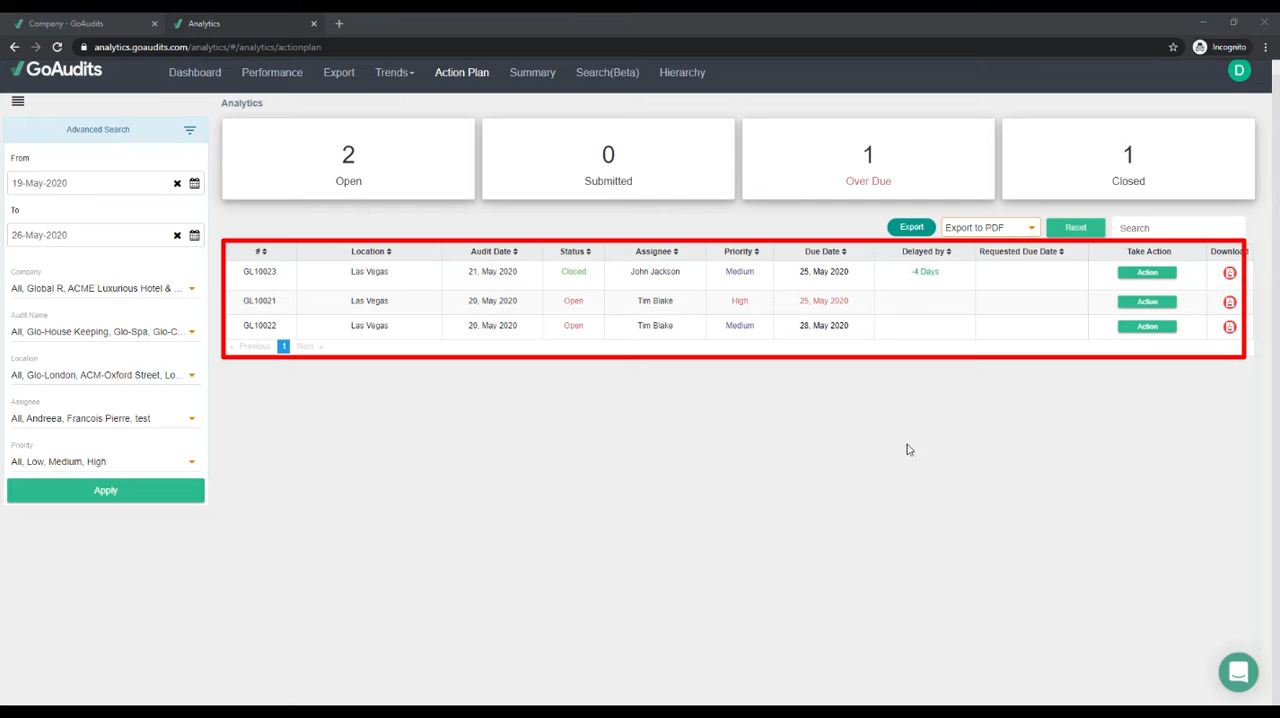 Company - GoAudits
Analytics
analytics.goaudits.com/analytics/#/analytics/actionplan
Incognito
GoAudits
Dashboard Performance Export Trends Action Plan Summary Search(Beta) Hierarchy
D
Analytics
Advanced Search
From
19-May-2020
To
26-May-2020
Company
All, Global R, ACME Luxurious Hotel & ...
Audit Name
All, Glo-House Keeping, Glo-Spa, Glo-C...
Location
All, Glo-London, ACM-Oxford Street, Lo...
Assignee
All, Andreea, Francois Pierre, test
Priority
All, Low, Medium, High
Apply
2 0 1 1
Open Submitted Over Due Closed
Export Export to PDF Reset Search
# Location Audit Date Status Assignee Priority Due Date Delayed by Requested Due Date Take Action Download
GL10023 Las Vegas 21, May 2020 Closed John Jackson Medium 25, May 2020 -4 Days Action
GL10021 Las Vegas 20, May 2020 Open Tim Blake High 25, May 2020 Action
GL10022 Las Vegas 20, May 2020 Open Tim Blake Medium 28, May 2020 Action
« Previous 1 Next »